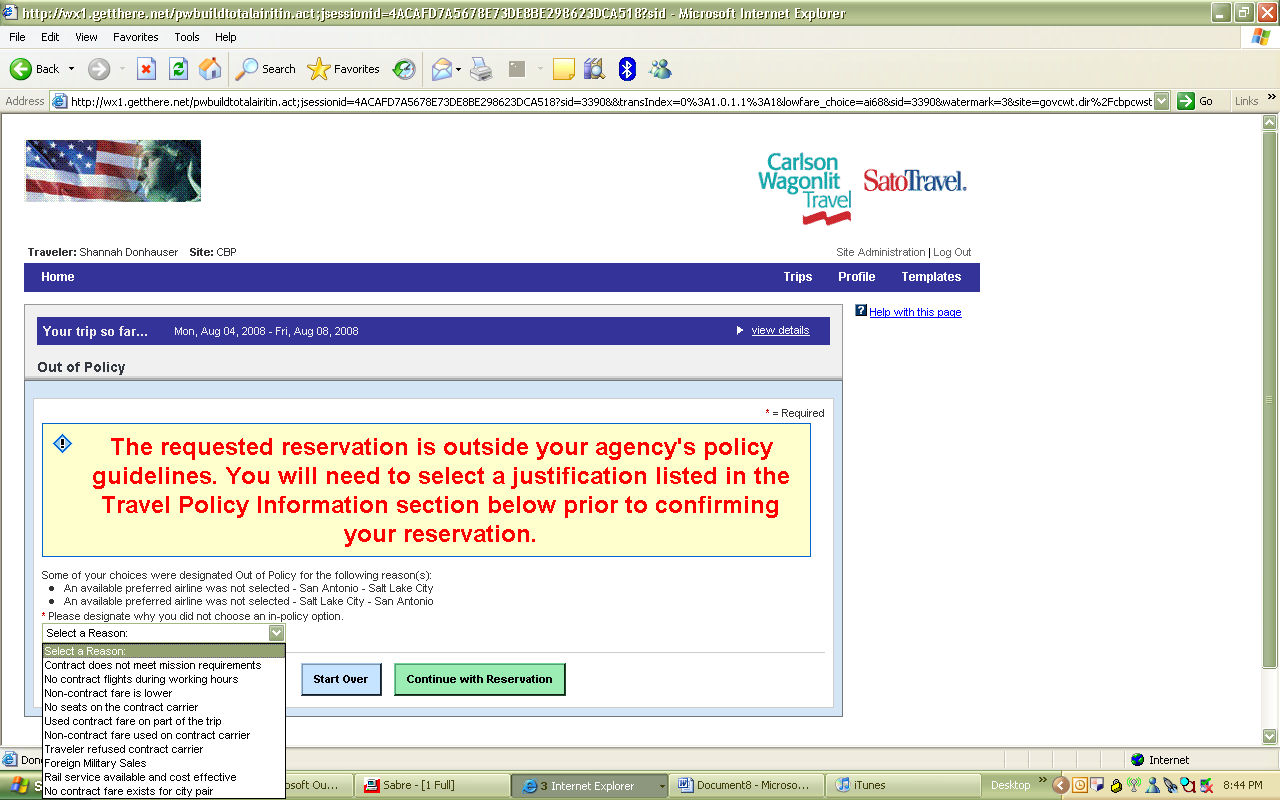 http://wx1.getthere.net/pwbuildtotalairitin.act;jsessionid=4ACAFD7A5678E73DE8BE298623DCA518?sid - Microsoft Internet Explorer
File Edit View Favorites Tools Help
Back Search Favorites
Address http://wx1.getthere.net/pwbuildtotalairitin.act;jsessionid=4ACAFD7A5678E73DE8BE298623DCA518?sid=3390&&transIndex=0%3A1.0.1.1%3A1&lowfare_choice=ai68&sid=3390&watermark=3&site=govcwt.dir%2Fcbpcwst Go Links »
Carlson
Wagonlit
Travel
SatoTravel.
Traveler: Shannah Donhauser Site: CBP
Site Administration | Log Out
Home Trips Profile Templates
Your trip so far... Mon, Aug 04, 2008 - Fri, Aug 08, 2008 view details
? Help with this page
Out of Policy
* = Required
The requested reservation is outside your agency's policy
guidelines. You will need to select a justification listed in the
Travel Policy Information section below prior to confirming
your reservation.
Some of your choices were designated Out of Policy for the following reason(s):
• An available preferred airline was not selected - San Antonio - Salt Lake City
• An available preferred airline was not selected - Salt Lake City - San Antonio
* Please designate why you did not choose an in-policy option.
Select a Reason:
Select a Reason:
Contract does not meet mission requirements
No contract flights during working hours
Non-contract fare is lower
No seats on the contract carrier
Used contract fare on part of the trip
Non-contract fare used on contract carrier
Traveler refused contract carrier
Foreign Military Sales
Rail service available and cost effective
No contract fare exists for city pair
Start Over Continue with Reservation
Don Internet
S osoft Ou... Sabre - [1 Full] 3 Internet Explorer Document8 - Microso... iTunes Desktop » 8:44 PM